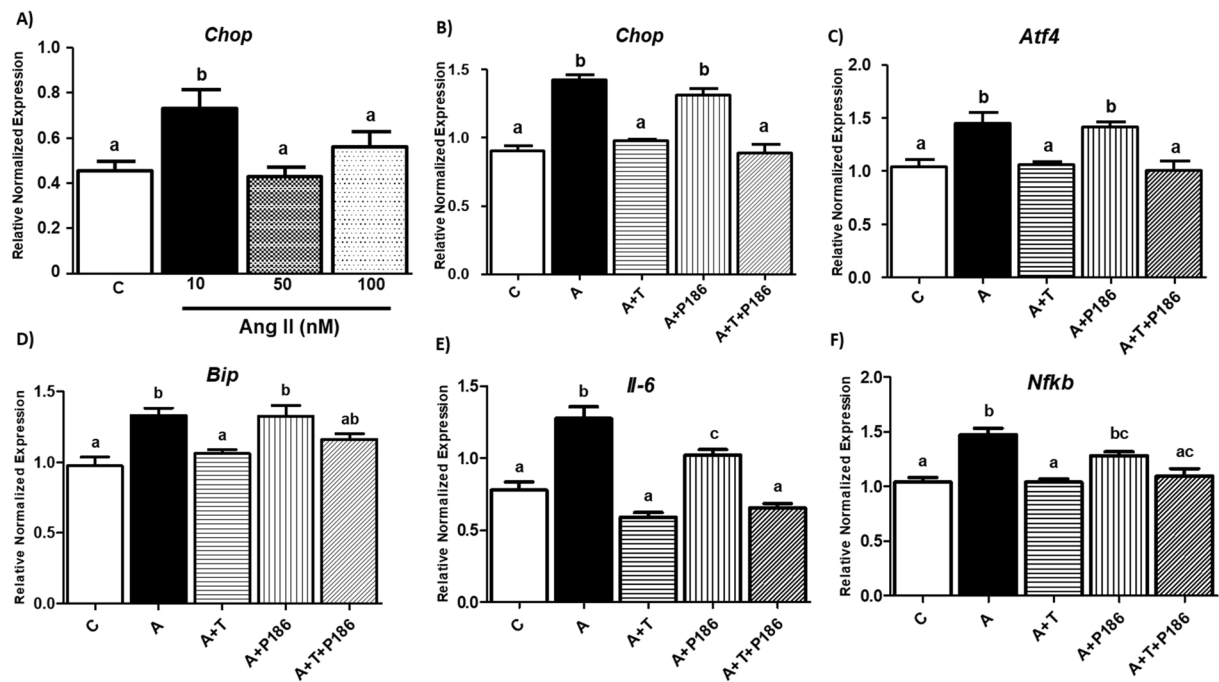 A)
Chop
Relative Normalized Expression
1.0
0.8
0.6
0.4
0.2
0
a
b
a
a
C
10
50
100
Ang II (nM)
B)
Chop
Relative Normalized Expression
1.5
1.0
0.5
0.0
a
b
a
b
a
C
A
A+T
A+P186
A+T+P186
C)
Atf4
Relative Normalized Expression
2.0
1.5
1.0
0.5
0.0
a
b
a
b
a
C
A
A+T
A+P186
A+T+P186
D)
Bip
Relative Normalized Expression
1.5
1.0
0.5
0.0
a
b
a
b
ab
C
A
A+T
A+P186
A+T+P186
E)
Il-6
Relative Normalized Expression
1.5
1.0
0.5
0.0
a
b
a
c
a
C
A
A+T
A+P186
A+T+P186
F)
Nfkb
Relative Normalized Expression
2.0
1.5
1.0
0.5
0.0
a
b
a
bc
ac
C
A
A+T
A+P186
A+T+P186